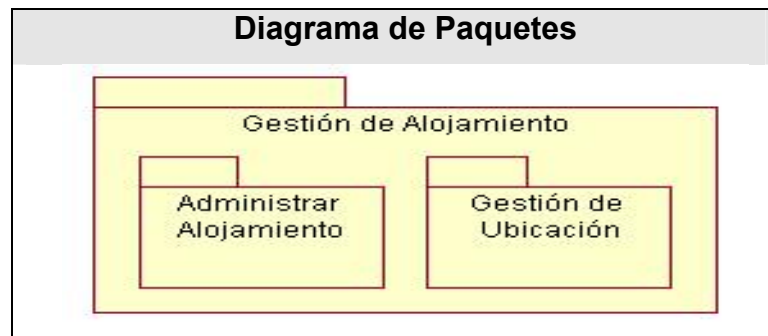 Diagrama de Paquetes
Gestión de Alojamiento
Administrar
Alojamiento
Gestión de
Ubicación